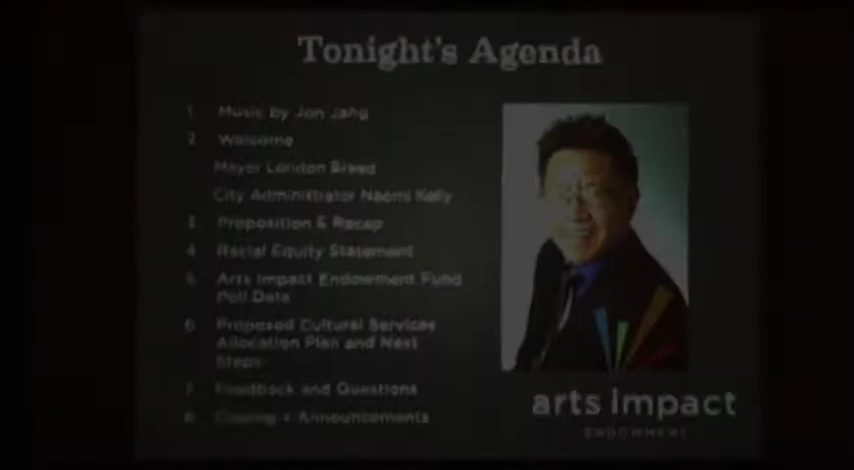 Tonight's Agenda
1. Music by Jon Jang
2. Welcome
Mayor London Breed
City Administrator Naomi Kelly
3. Proposition E Recap
4. Racial Equity Statement
5. Arts Impact Endowment Fund
Poll Data
6. Proposed Cultural Services
Allocation Plan and Next
Steps
7. Feedback and Questions
8. Closing + Announcements
arts impact
ENDOWMENT